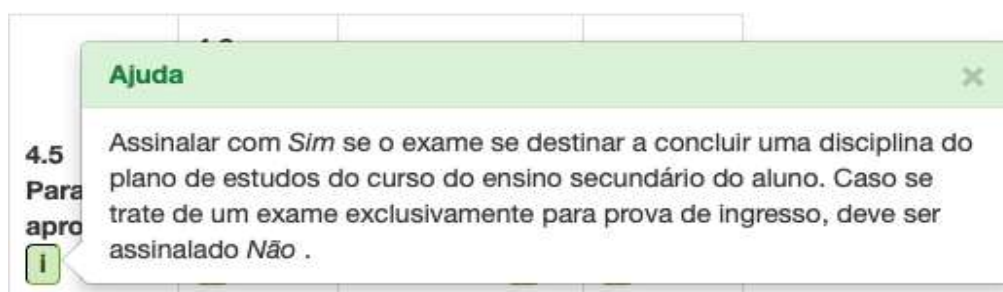 Ajuda
×
Assinalar com Sim se o exame se destinar a concluir uma disciplina do
plano de estudos do curso do ensino secundário do aluno. Caso se
trate de um exame exclusivamente para prova de ingresso, deve ser
assinalado Não .
4.5
Para
apro
i